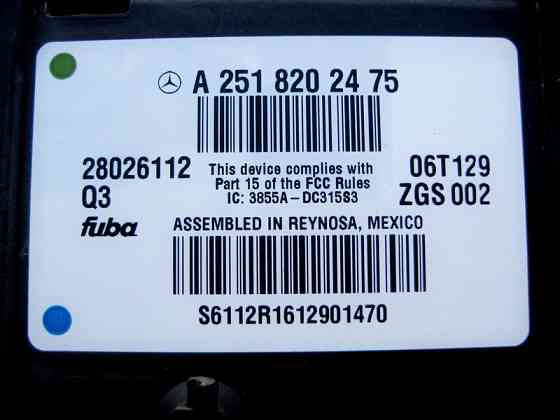 A 251 820 24 75
28026112 This device complies with 06T129
Q3 Part 15 of the FCC Rules ZGS 002
IC: 3855A-DC315S3
fuba ASSEMBLED IN REYNOSA, MEXICO
S6112R1612901470